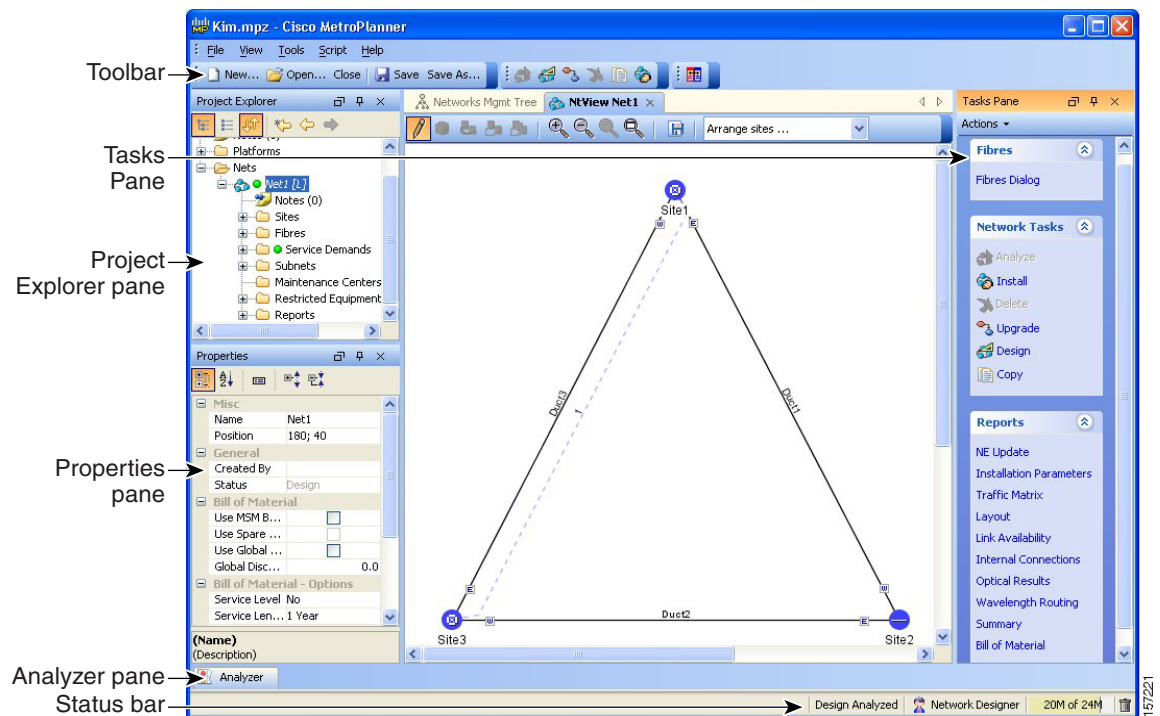 Kim.mpz - Cisco MetroPlanner
File View Tools Script Help
Toolbar
New... Open... Close Save Save As...
Project Explorer
Networks Mgmt Tree NtView Net1
Tasks Pane
Arrange sites ...
Actions
Tasks
Pane
Platforms
Nets
Net1 [L]
Notes (0)
Sites
Fibres
Service Demands
Subnets
Maintenance Centers
Restricted Equipment
Reports
Project
Explorer pane
Fibres
Fibres Dialog
Network Tasks
Analyze
Install
Delete
Upgrade
Design
Copy
Reports
NE Update
Installation Parameters
Traffic Matrix
Layout
Link Availability
Internal Connections
Optical Results
Wavelength Routing
Summary
Bill of Material
Site1
W E
Duct3
1
Duct1
E W
Duct2
W E
Site3
Site2
Properties
Misc
Name Net1
Position 180; 40
General
Created By
Status Design
Bill of Material
Use MSM B...
Use Spare ...
Use Global ...
Global Disc... 0.0
Bill of Material - Options
Service Level No
Service Len... 1 Year
(Name)
(Description)
Properties
pane
Analyzer pane
Analyzer
Status bar
Design Analyzed Network Designer 20M of 24M
157221